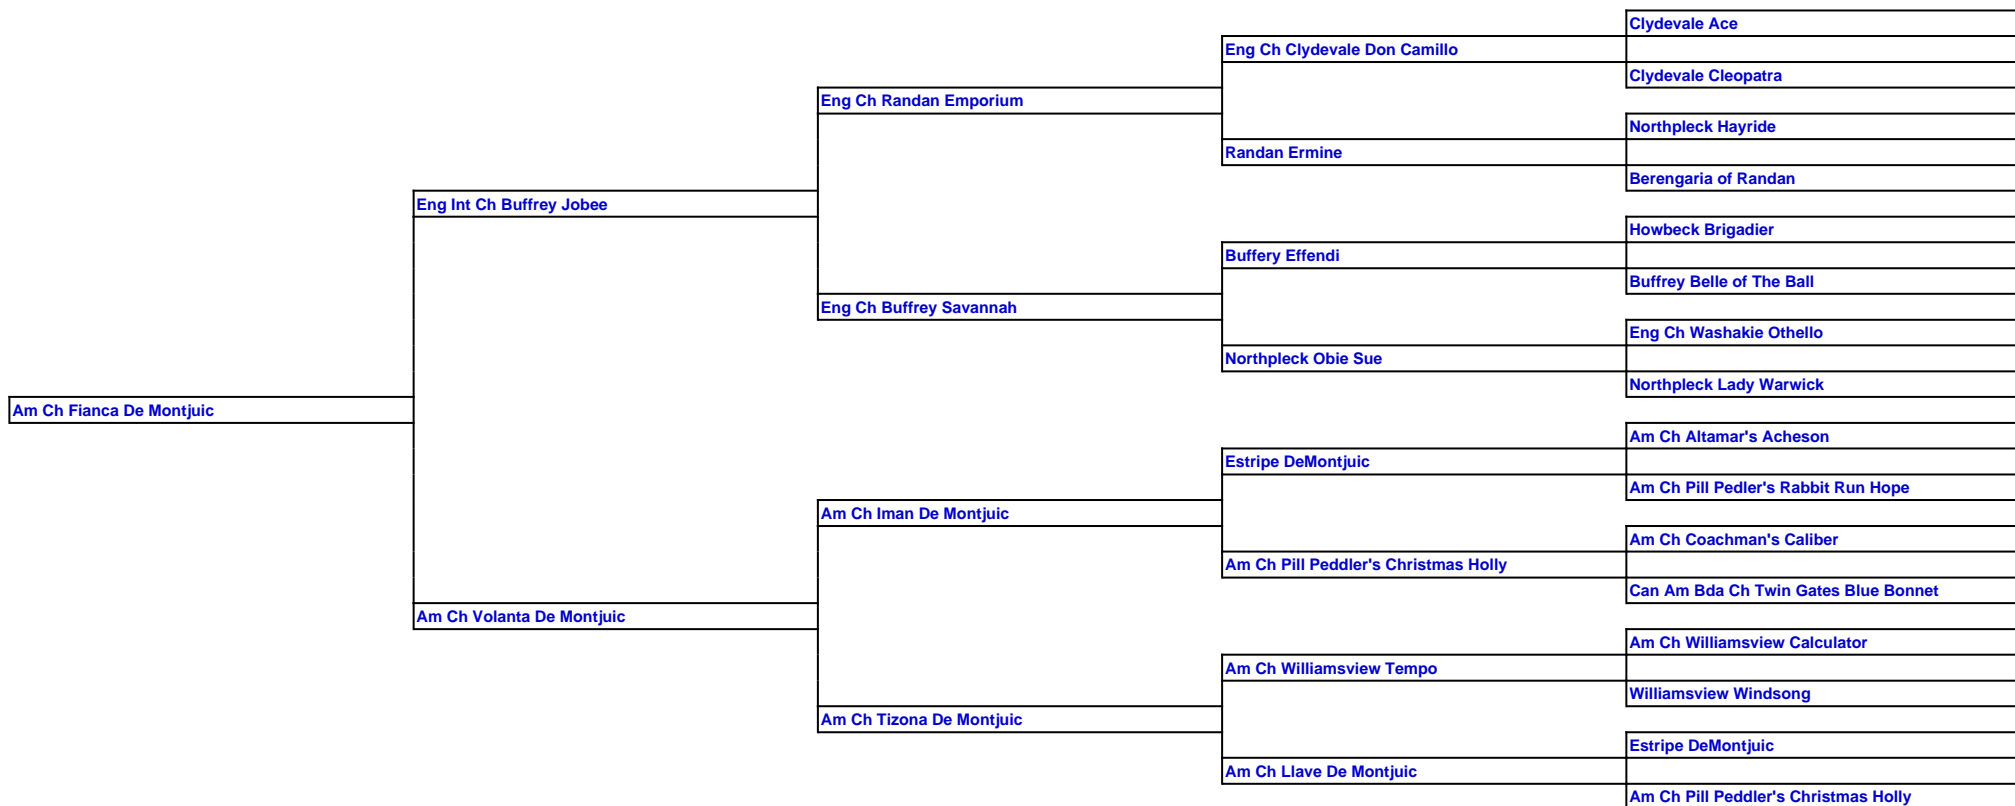 Clydevale Ace
Eng Ch Clydevale Don Camillo
Clydevale Cleopatra
Eng Ch Randan Emporium
Northpleck Hayride
Randan Ermine
Berengaria of Randan
Eng Int Ch Buffrey Jobee
Howbeck Brigadier
Buffery Effendi
Buffrey Belle of The Ball
Eng Ch Buffrey Savannah
Eng Ch Washakie Othello
Northpleck Obie Sue
Northpleck Lady Warwick
Am Ch Fianca De Montjuic
Am Ch Altamar's Acheson
Estripe DeMontjuic
Am Ch Pill Pedler's Rabbit Run Hope
Am Ch Iman De Montjuic
Am Ch Coachman's Caliber
Am Ch Pill Peddler's Christmas Holly
Can Am Bda Ch Twin Gates Blue Bonnet
Am Ch Volanta De Montjuic
Am Ch Williamsview Calculator
Am Ch Williamsview Tempo
Williamsview Windsong
Am Ch Tizona De Montjuic
Estripe DeMontjuic
Am Ch Llave De Montjuic
Am Ch Pill Peddler's Christmas Holly